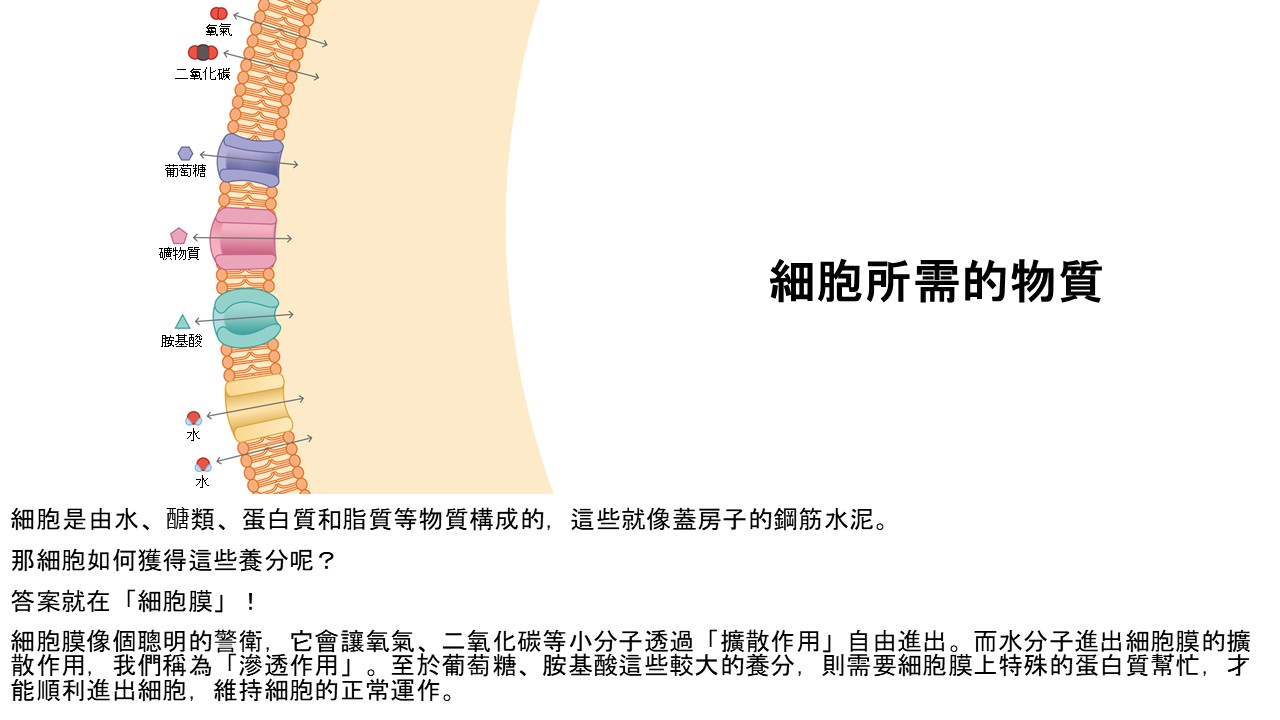 氧氣
二氧化碳
葡萄糖
礦物質
胺基酸
水
水
細胞所需的物質
細胞是由水、醣類、蛋白質和脂質等物質構成的，這些就像蓋房子的鋼筋水泥。
那細胞如何獲得這些養分呢？
答案就在「細胞膜」！
細胞膜像個聰明的警衛，它會讓氧氣、二氧化碳等小分子透過「擴散作用」自由進出。而水分子進出細胞膜的擴
散作用，我們稱為「滲透作用」。至於葡萄糖、胺基酸這些較大的養分，則需要細胞膜上特殊的蛋白質幫忙，才
能順利進出細胞，維持細胞的正常運作。